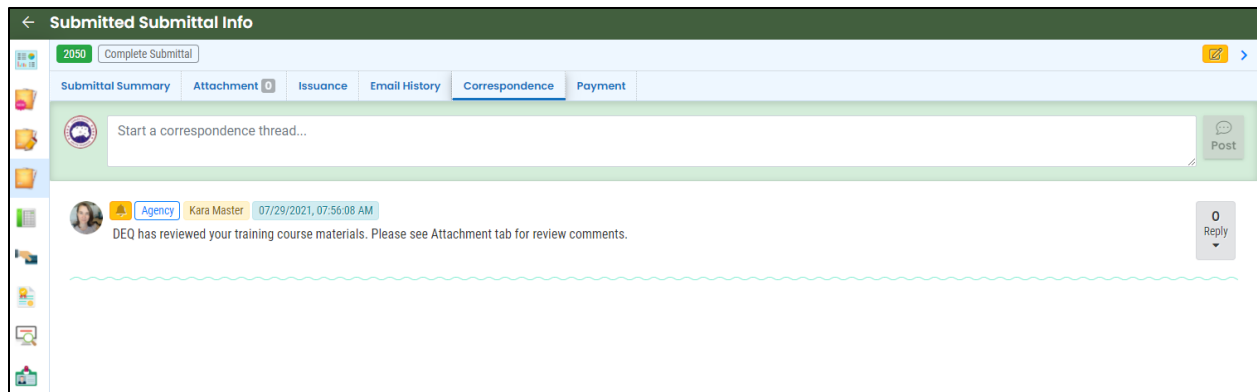 Submitted Submittal Info
2050 Complete Submittal
Submittal Summary Attachment 0 Issuance Email History Correspondence Payment
Start a correspondence thread...
Post
Agency Kara Master 07/29/2021, 07:56:08 AM
DEQ has reviewed your training course materials. Please see Attachment tab for review comments.
0
Reply